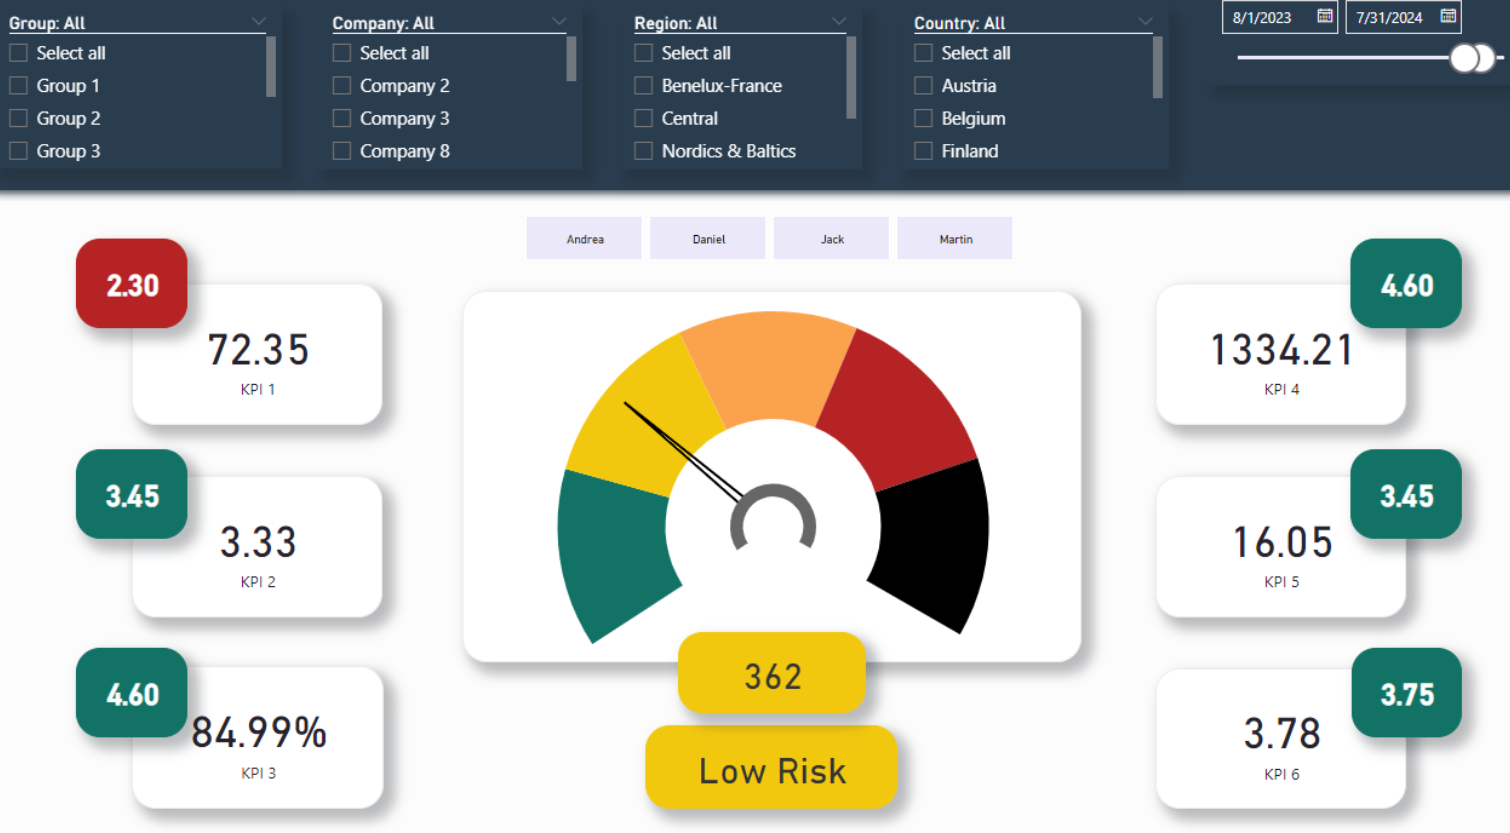 Group: All
Select all
Group 1
Group 2
Group 3
Company: All
Select all
Company 2
Company 3
Company 8
Region: All
Select all
Benelux-France
Central
Nordics & Baltics
Country: All
Select all
Austria
Belgium
Finland
8/1/2023
7/31/2024
Andrea
Daniel
Jack
Martin
2.30
72.35
KPI 1
3.45
3.33
KPI 2
4.60
84.99%
KPI 3
362
Low Risk
4.60
1334.21
KPI 4
3.45
16.05
KPI 5
3.75
3.78
KPI 6